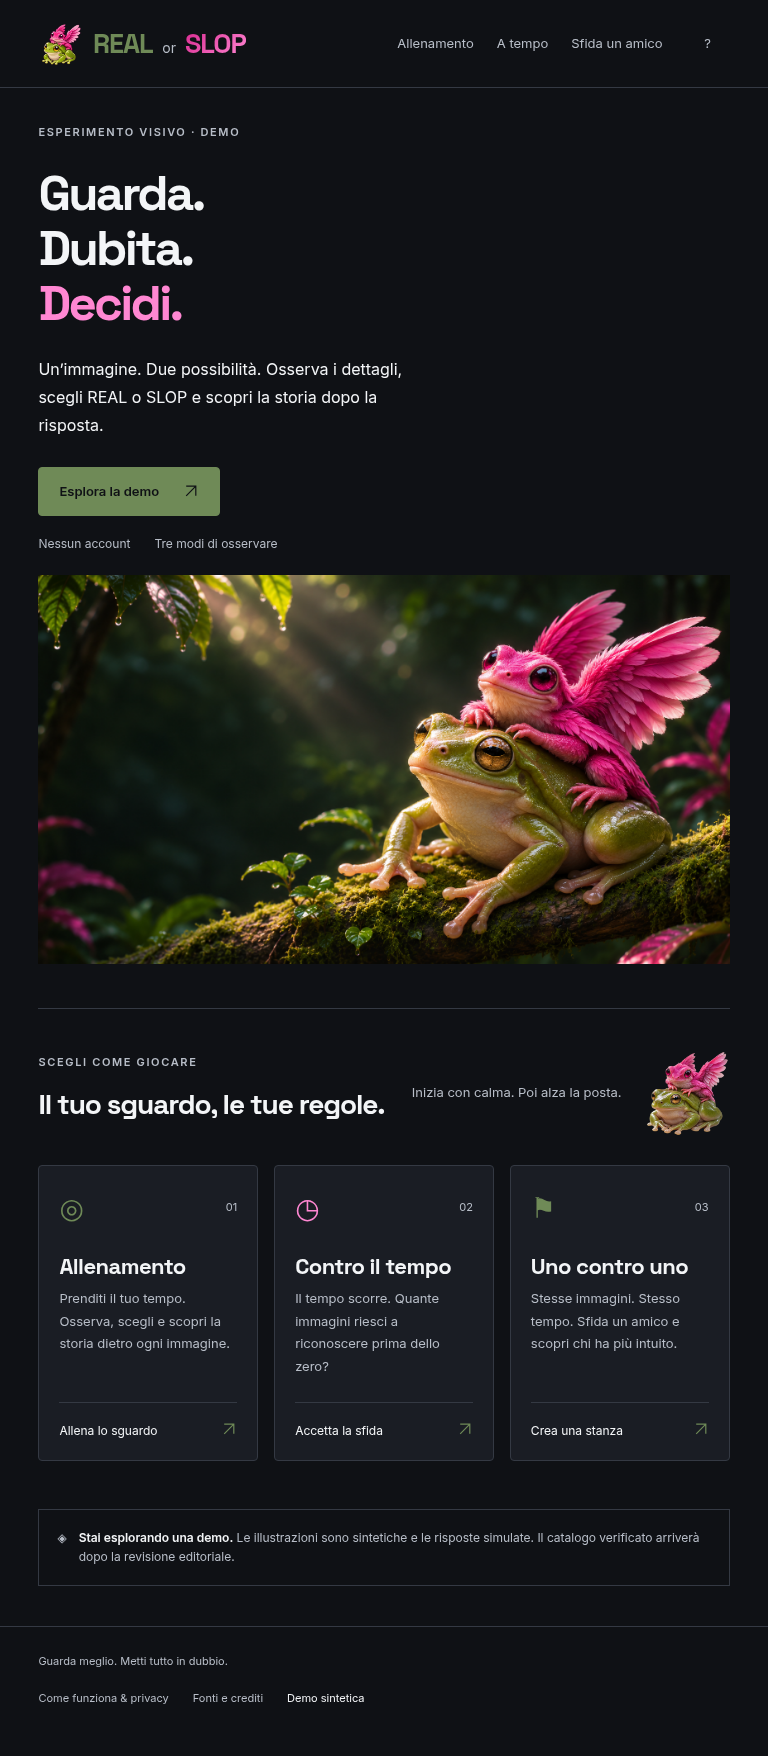 REAL or SLOP
Allenamento A tempo Sfida un amico ?
ESPERIMENTO VISIVO · DEMO
Guarda.
Dubita.
Decidi.
Un’immagine. Due possibilità. Osserva i dettagli,
scegli REAL o SLOP e scopri la storia dopo la
risposta.
Esplora la demo
Nessun account Tre modi di osservare
SCEGLI COME GIOCARE
Il tuo sguardo, le tue regole.
Inizia con calma. Poi alza la posta.
01
Allenamento
Prenditi il tuo tempo.
Osserva, scegli e scopri la
storia dietro ogni immagine.
Allena lo sguardo
02
Contro il tempo
Il tempo scorre. Quante
immagini riesci a
riconoscere prima dello
zero?
Accetta la sfida
03
Uno contro uno
Stesse immagini. Stesso
tempo. Sfida un amico e
scopri chi ha più intuito.
Crea una stanza
Stai esplorando una demo. Le illustrazioni sono sintetiche e le risposte simulate. Il catalogo verificato arriverà
dopo la revisione editoriale.
Guarda meglio. Metti tutto in dubbio.
Come funziona & privacy Fonti e crediti Demo sintetica